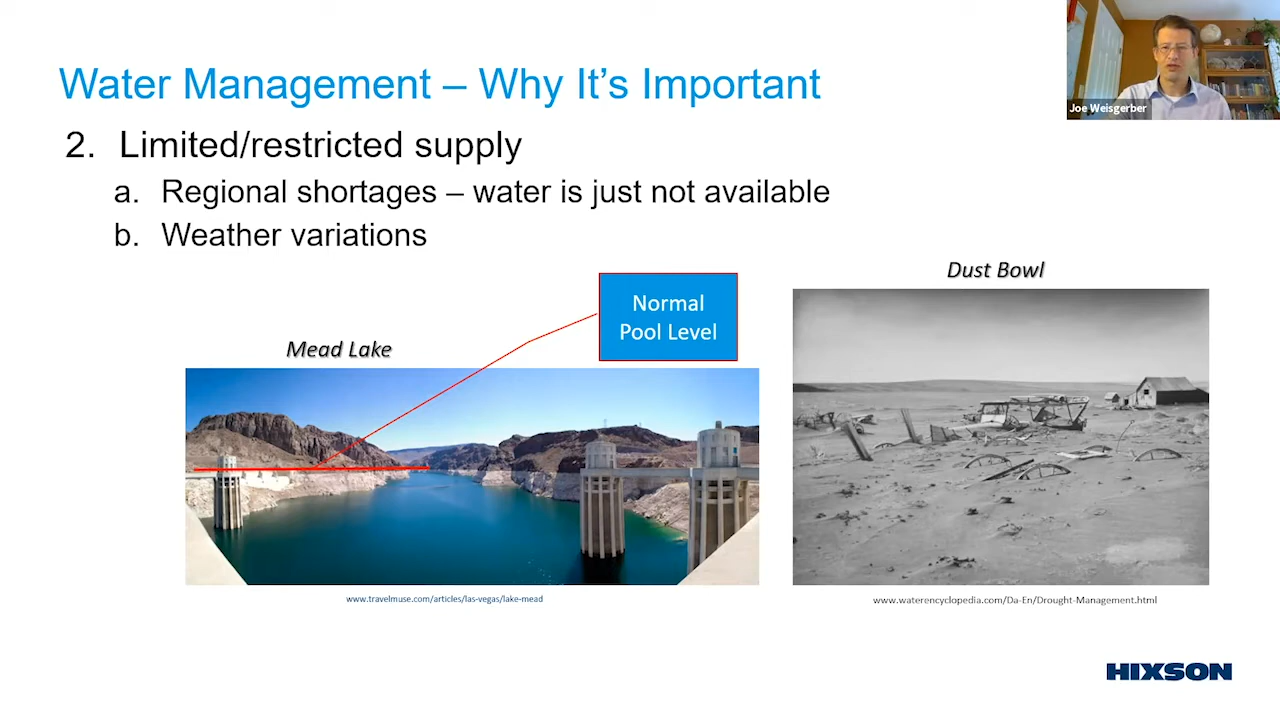 Joe Weisgerber
Water Management – Why It's Important
2. Limited/restricted supply
a. Regional shortages – water is just not available
b. Weather variations
Normal
Pool Level
Mead Lake
Dust Bowl
www.travelmuse.com/articles/las-vegas/lake-mead
www.waterencyclopedia.com/Da-En/Drought-Management.html
HIXSON